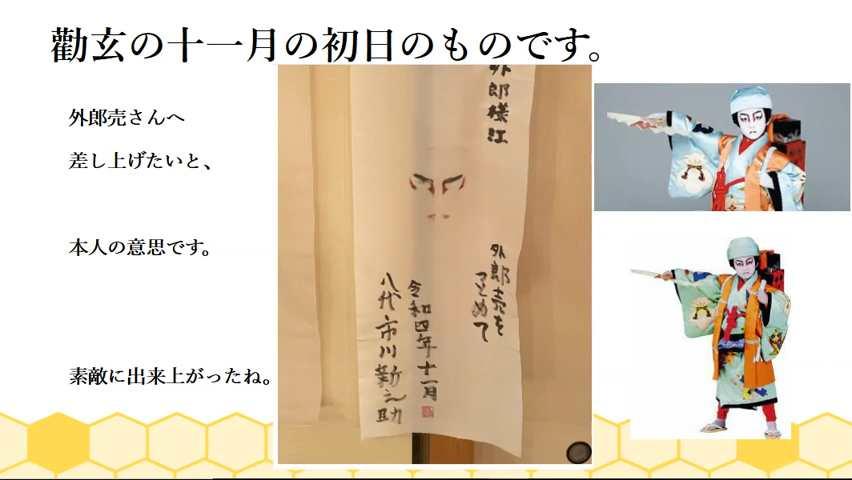 勸玄の十一月の初日のものです。
外郎売さんへ
差し上げたいと、
本人の意思です。
素敵に出来上がったね。
外郎様江
外郎売を
つとめて
令和四年十一月
八代市川新之助